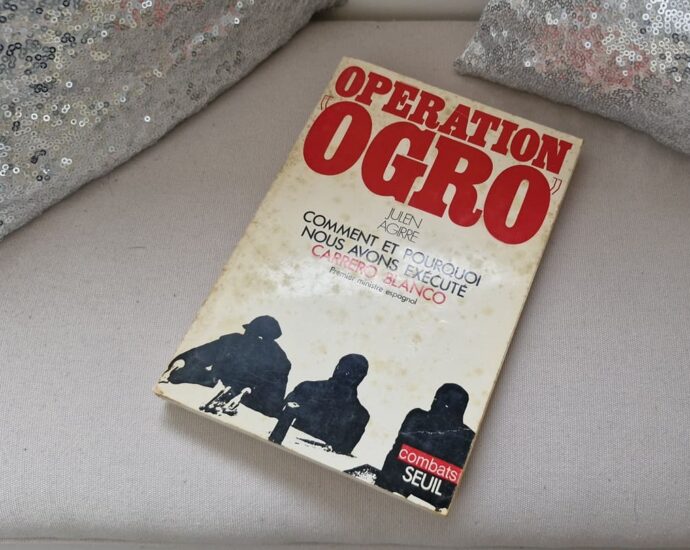 OPERATION
"OGRO"
JULEN
AGIRRE
COMMENT ET POURQUOI
NOUS AVONS EXÉCUTÉ
CARRERO BLANCO
Premier ministre espagnol
combats
SEUIL